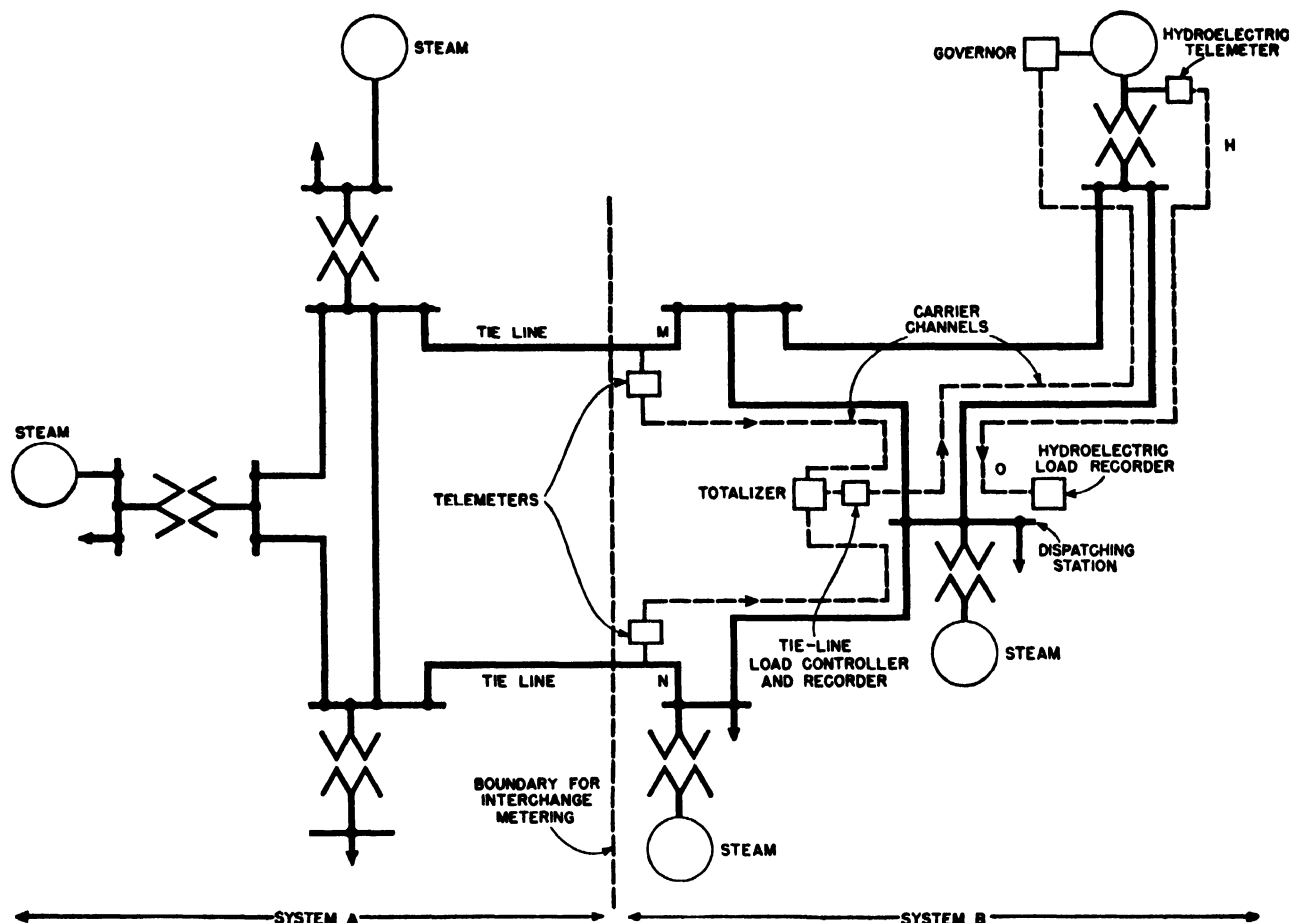 STEAM
GOVERNOR
HYDROELECTRIC
TELEMETER
H
TIE LINE
M
CARRIER
CHANNELS
STEAM
TELEMETERS
TOTALIZER
O
HYDROELECTRIC
LOAD RECORDER
DISPATCHING
STATION
TIE LINE
N
TIE-LINE
LOAD CONTROLLER
AND RECORDER
STEAM
BOUNDARY FOR
INTERCHANGE
METERING
STEAM
SYSTEM A
SYSTEM B